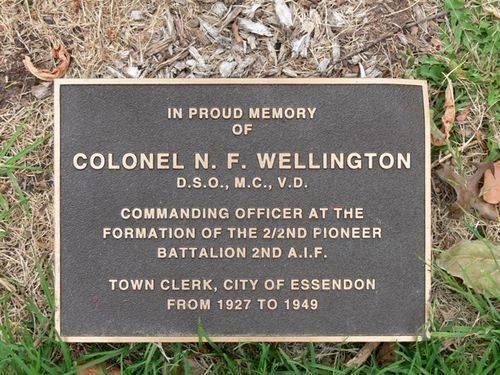 IN PROUD MEMORY
OF
COLONEL N. F. WELLINGTON
D.S.O., M.C., V.D.
COMMANDING OFFICER AT THE
FORMATION OF THE 2/2ND PIONEER
BATTALION 2ND A.I.F.
TOWN CLERK, CITY OF ESSENDON
FROM 1927 TO 1949